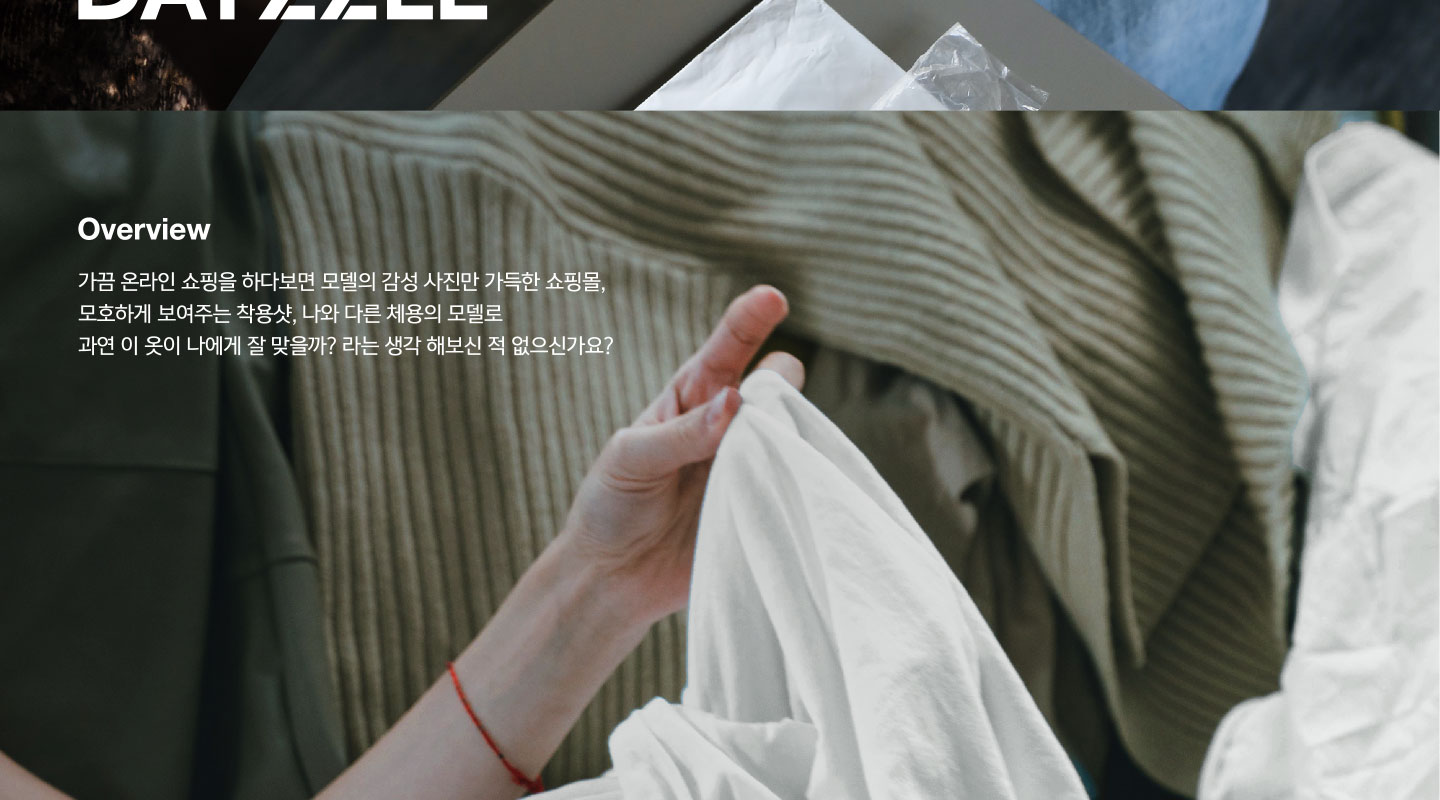 DAYZZLE
Overview
가끔 온라인 쇼핑을 하다보면 모델의 감성 사진만 가득한 쇼핑몰,
모호하게 보여주는 착용샷, 나와 다른 체용의 모델로
과연 이 옷이 나에게 잘 맞을까? 라는 생각 해보신 적 없으신가요?